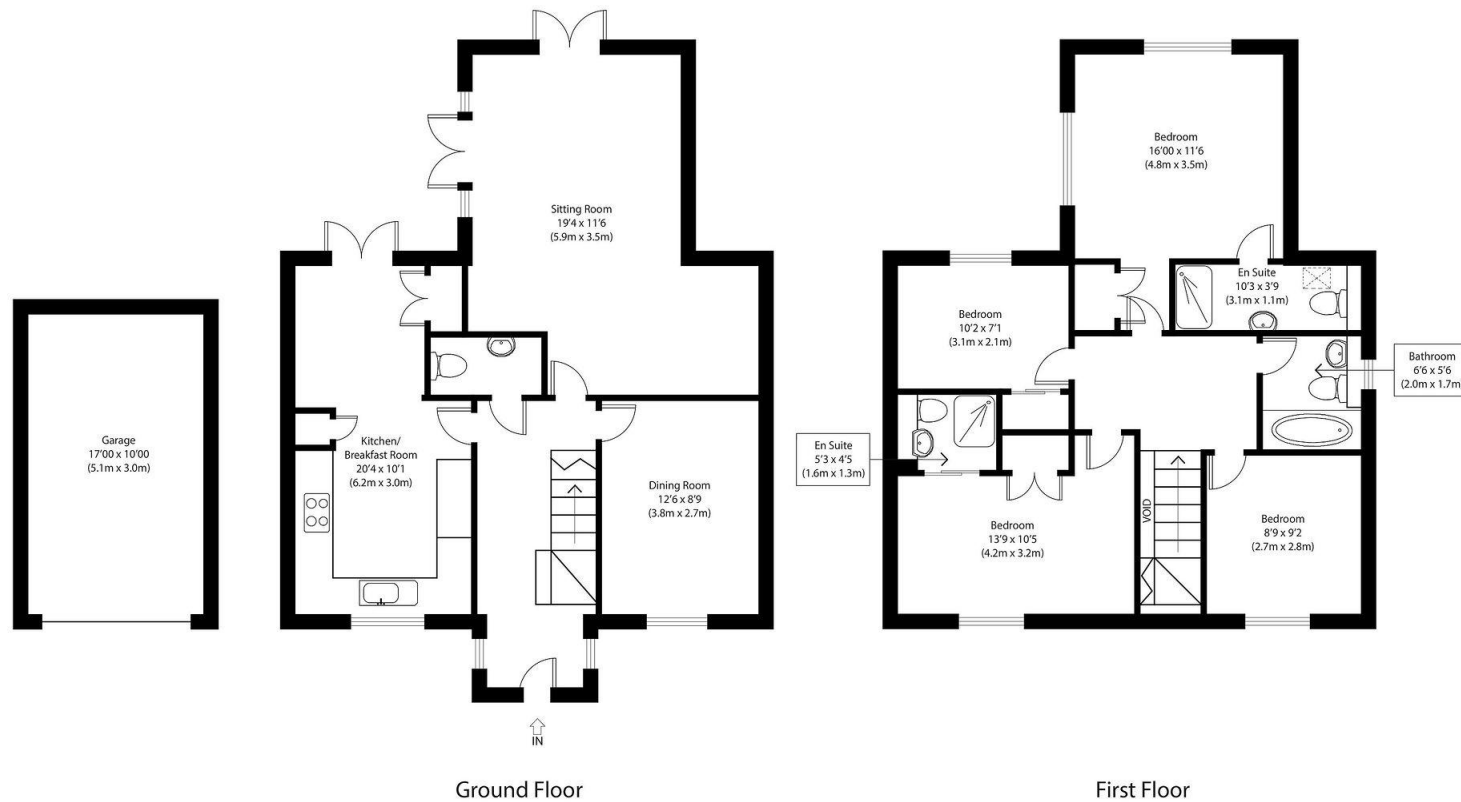 Garage
17'00 x 10'00
(5.1m x 3.0m)
Sitting Room
19'4 x 11'6
(5.9m x 3.5m)
Kitchen/
Breakfast Room
20'4 x 10'1
(6.2m x 3.0m)
Dining Room
12'6 x 8'9
(3.8m x 2.7m)
IN
Ground Floor
Bedroom
16'00 x 11'6
(4.8m x 3.5m)
En Suite
10'3 x 3'9
(3.1m x 1.1m)
Bedroom
10'2 x 7'1
(3.1m x 2.1m)
Bathroom
6'6 x 5'6
(2.0m x 1.7m
En Suite
5'3 x 4'5
(1.6m x 1.3m)
Bedroom
13'9 x 10'5
(4.2m x 3.2m)
VOID
Bedroom
8'9 x 9'2
(2.7m x 2.8m)
First Floor